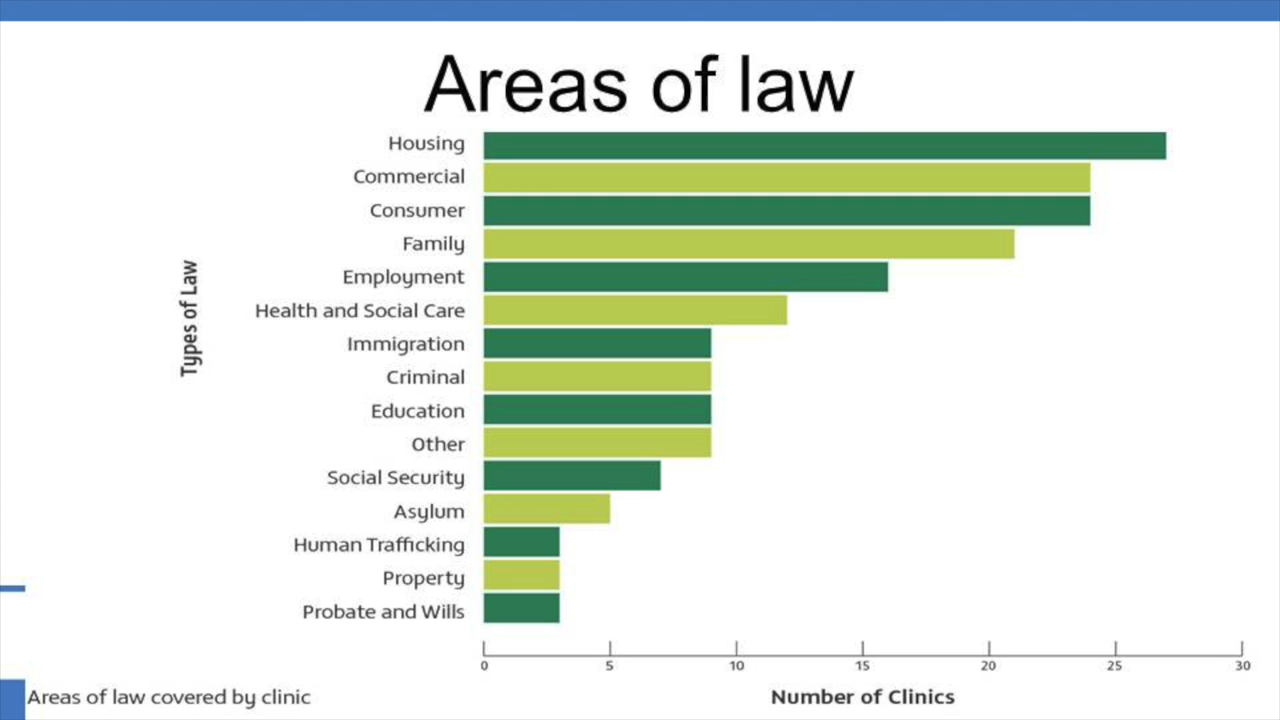 Areas of law
Types of Law
Housing
Commercial
Consumer
Family
Employment
Health and Social Care
Immigration
Criminal
Education
Other
Social Security
Asylum
Human Trafficking
Property
Probate and Wills
0 5 10 15 20 25 30
Number of Clinics
Areas of law covered by clinic